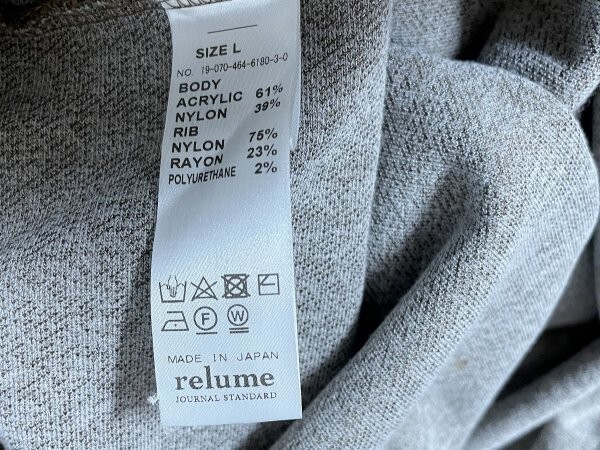 SIZE L
NO. 19-070-464-6180-3-0
BODY
ACRYLIC 61%
NYLON 39%
RIB
NYLON 75%
RAYON 23%
POLYURETHANE 2%
F W
MADE IN JAPAN
relume
JOURNAL STANDARD